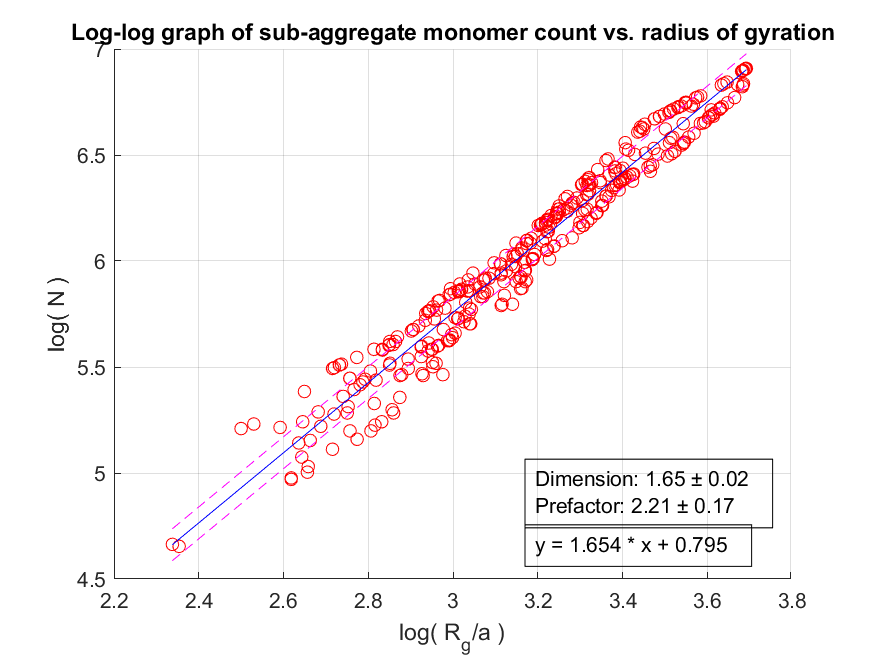 Log-log graph of sub-aggregate monomer count vs. radius of gyration
7
6.5
6
5.5
5
4.5
log( N )
Dimension: 1.65 ± 0.02
Prefactor: 2.21 ± 0.17
y = 1.654 * x + 0.795
2.2 2.4 2.6 2.8 3 3.2 3.4 3.6 3.8
log( R_g/a )